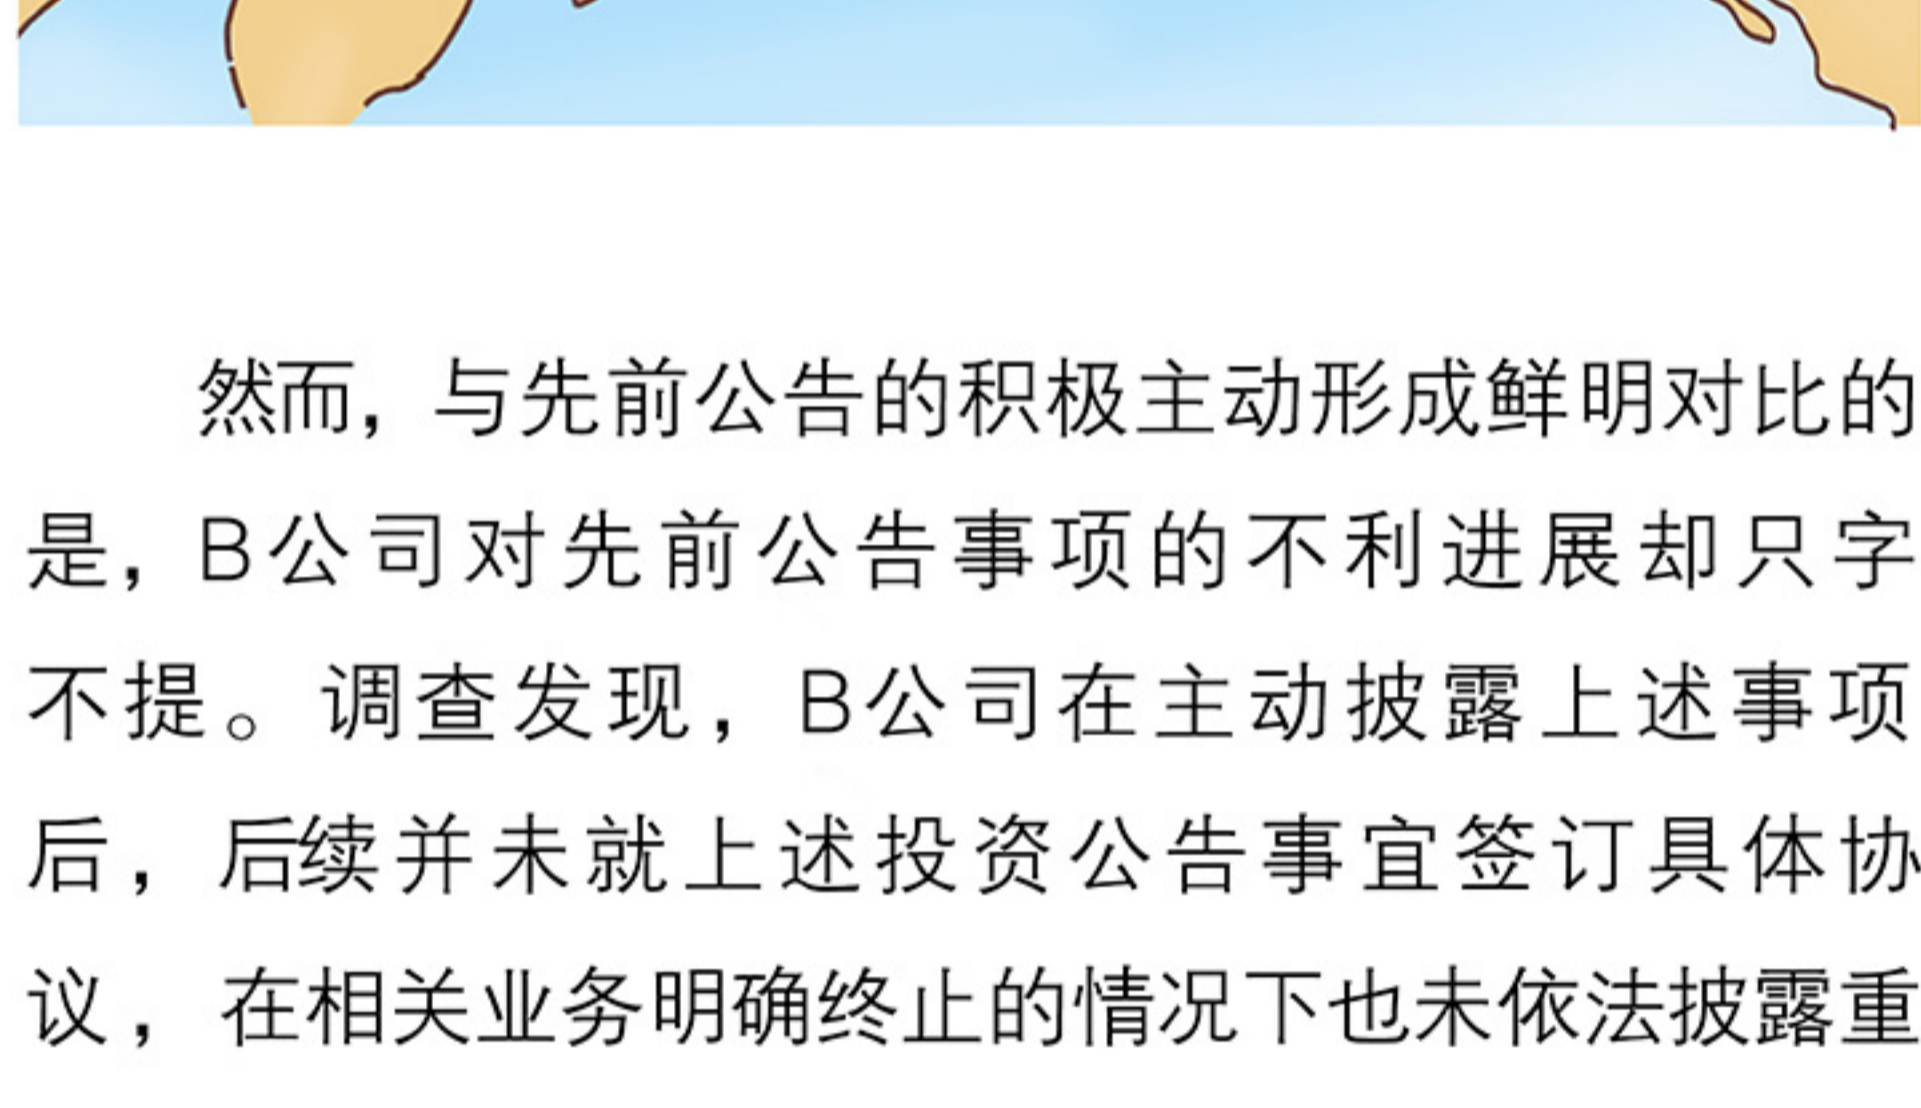 然而，与先前公告的积极主动形成鲜明对比的
是，B公司对先前公告事项的不利进展却只字
不提。调查发现，B公司在主动披露上述事项
后，后续并未就上述投资公告事宜签订具体协
议，在相关业务明确终止的情况下也未依法披露重